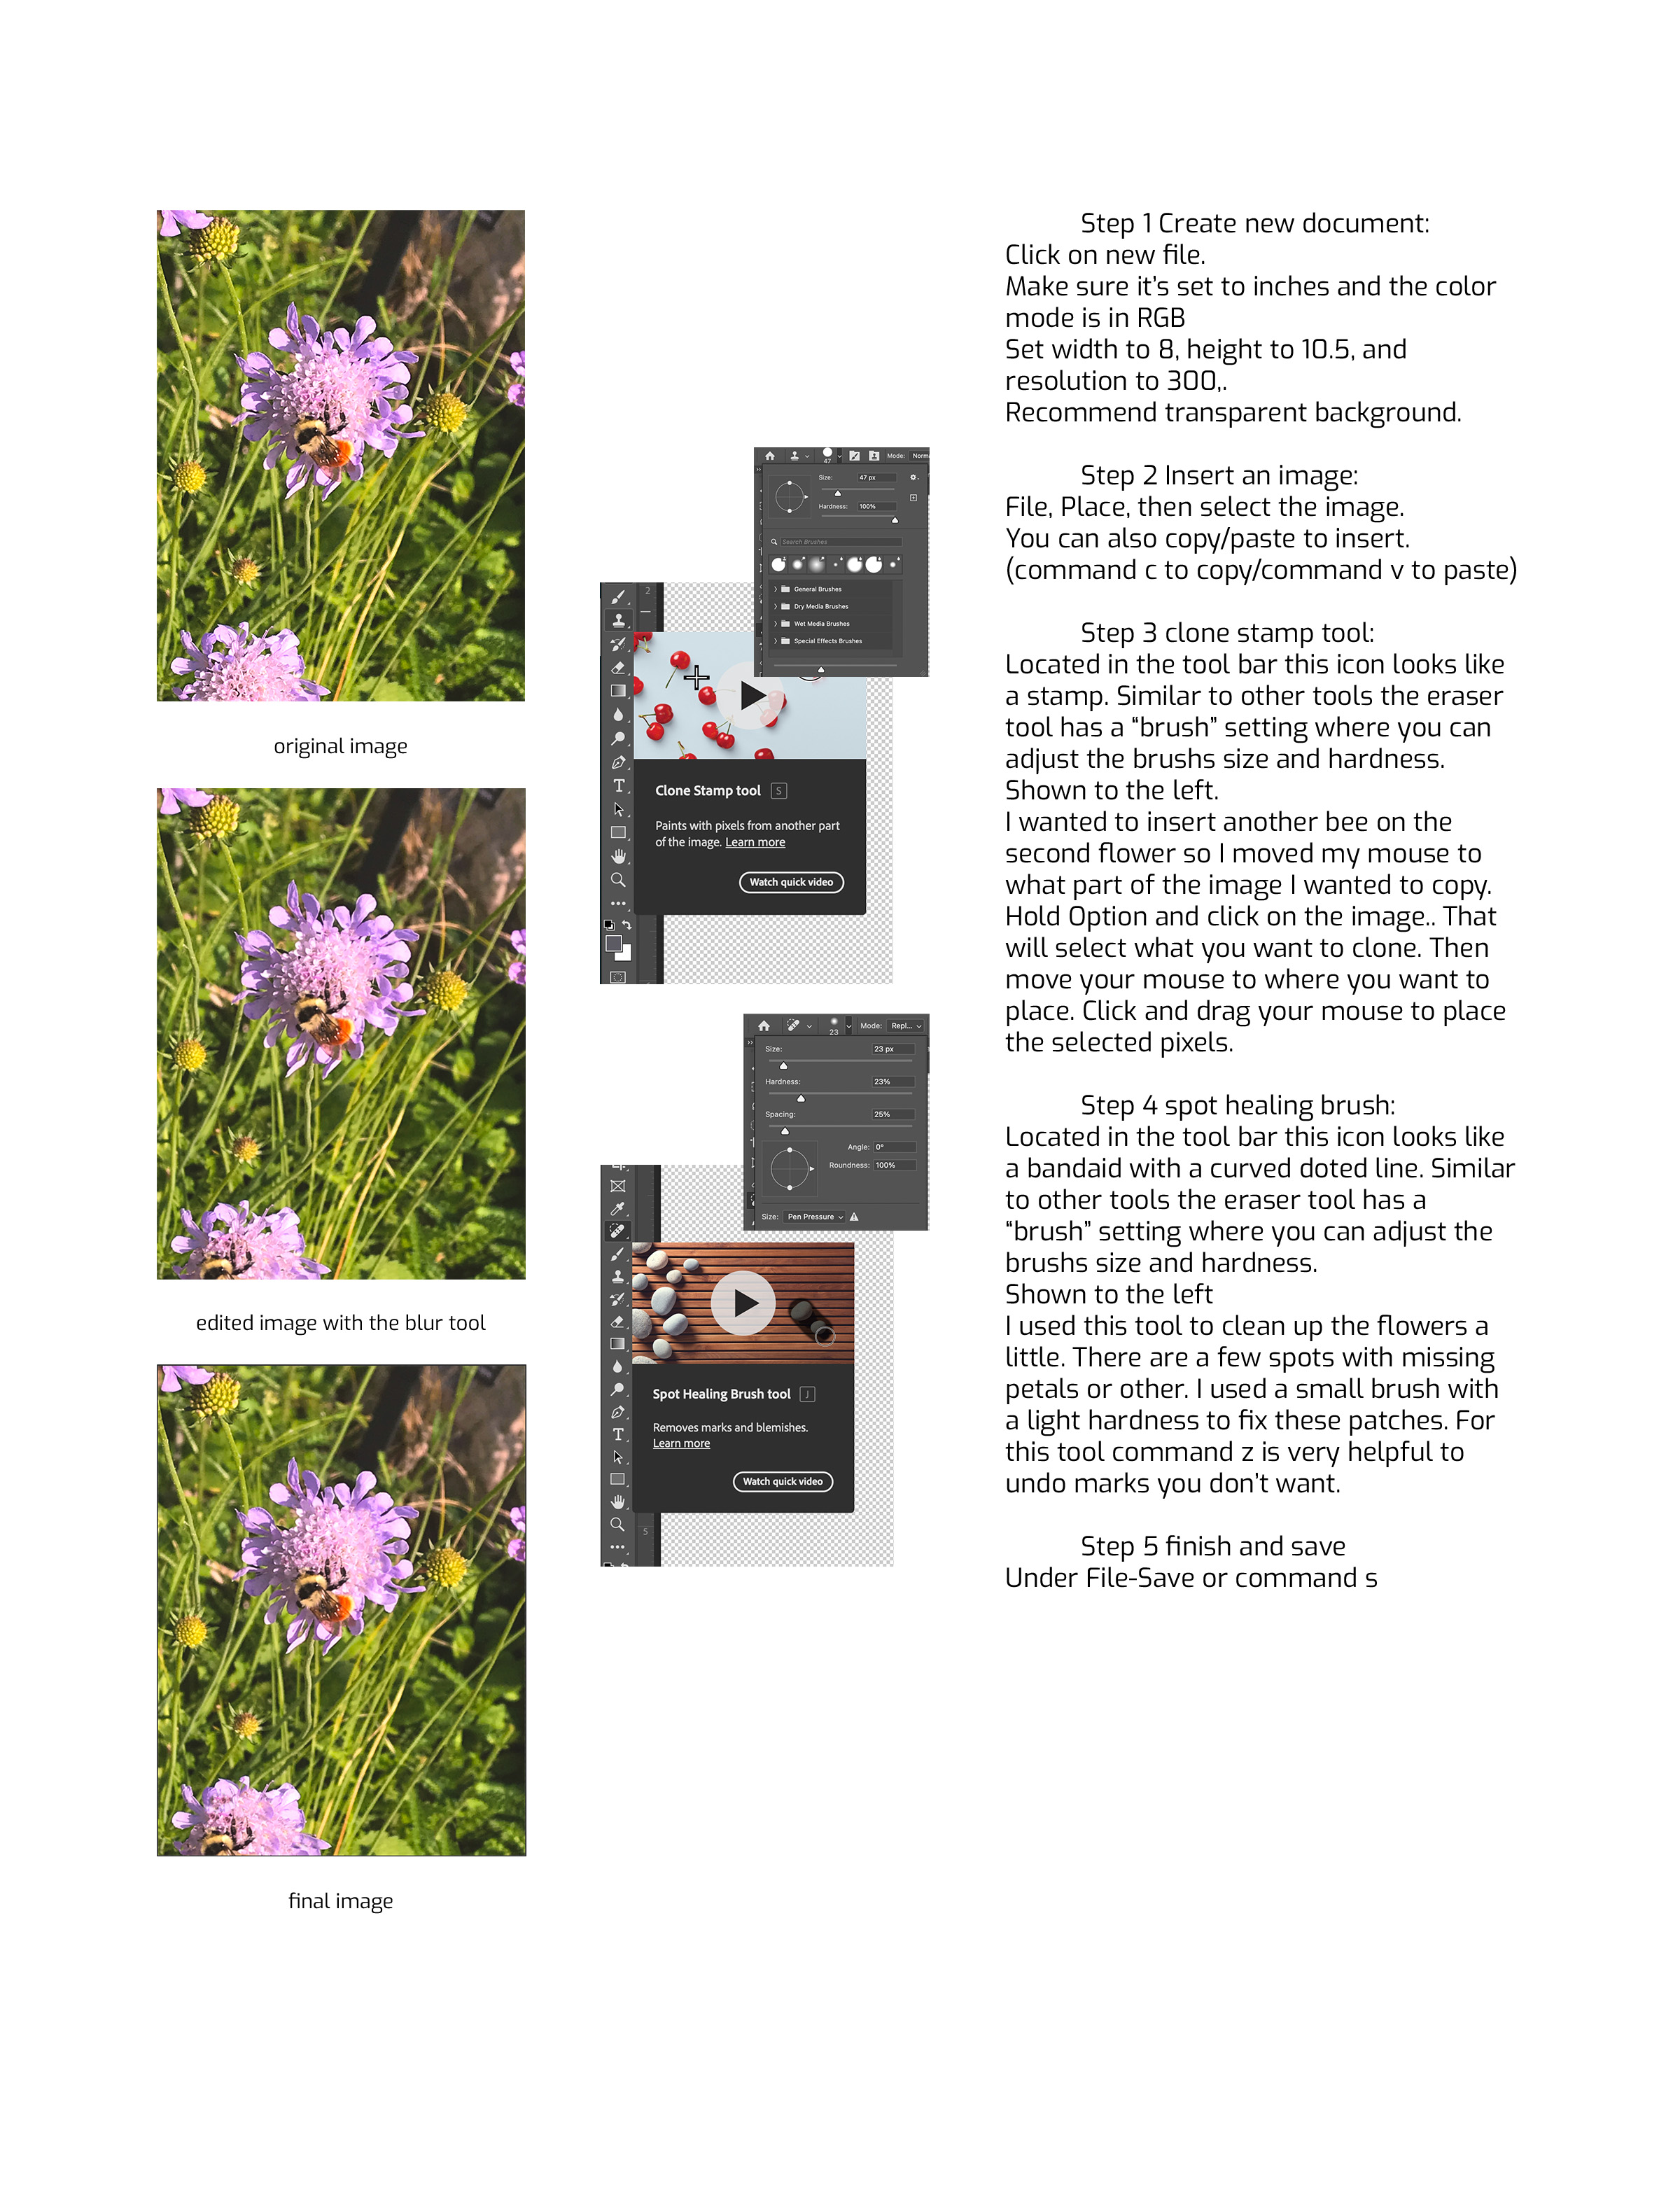 original image
edited image with the blur tool
final image
47
Mode:
Norm
Size:
47 px
Hardness:
100%
Search Brushes
General Brushes
Dry Media Brushes
Wet Media Brushes
Special Effects Brushes
2
T
Clone Stamp tool S
Paints with pixels from another part
of the image. Learn more
Watch quick video
23
Mode: Repl...
Size: 23 px
Hardness: 23%
Spacing: 25%
Angle: 0°
Roundness: 100%
Size: Pen Pressure
T
Spot Healing Brush tool J
Removes marks and blemishes.
Learn more
Watch quick video
5
Step 1 Create new document:
Click on new file.
Make sure it's set to inches and the color
mode is in RGB
Set width to 8, height to 10.5, and
resolution to 300,.
Recommend transparent background.
Step 2 Insert an image:
File, Place, then select the image.
You can also copy/paste to insert.
(command c to copy/command v to paste)
Step 3 clone stamp tool:
Located in the tool bar this icon looks like
a stamp. Similar to other tools the eraser
tool has a “brush” setting where you can
adjust the brushs size and hardness.
Shown to the left.
I wanted to insert another bee on the
second flower so I moved my mouse to
what part of the image I wanted to copy.
Hold Option and click on the image.. That
will select what you want to clone. Then
move your mouse to where you want to
place. Click and drag your mouse to place
the selected pixels.
Step 4 spot healing brush:
Located in the tool bar this icon looks like
a bandaid with a curved doted line. Similar
to other tools the eraser tool has a
“brush” setting where you can adjust the
brushs size and hardness.
Shown to the left
I used this tool to clean up the flowers a
little. There are a few spots with missing
petals or other. I used a small brush with
a light hardness to fix these patches. For
this tool command z is very helpful to
undo marks you don't want.
Step 5 finish and save
Under File-Save or command s